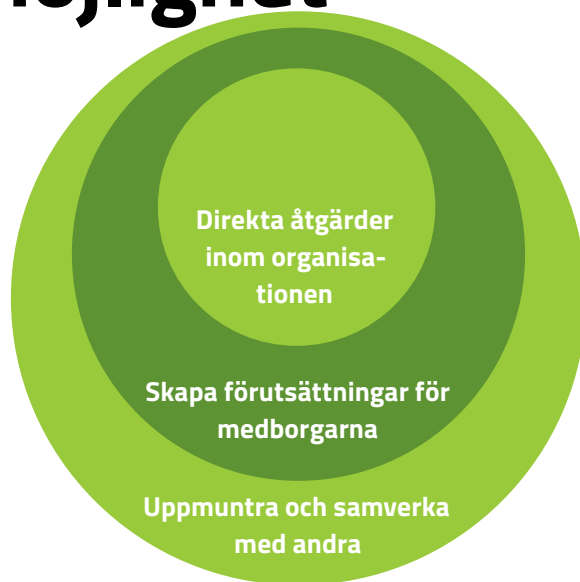 Direkta åtgärder
inom organisa-
tionen
Skapa förutsättningar för
medborgarna
Uppmuntra och samverka
med andra